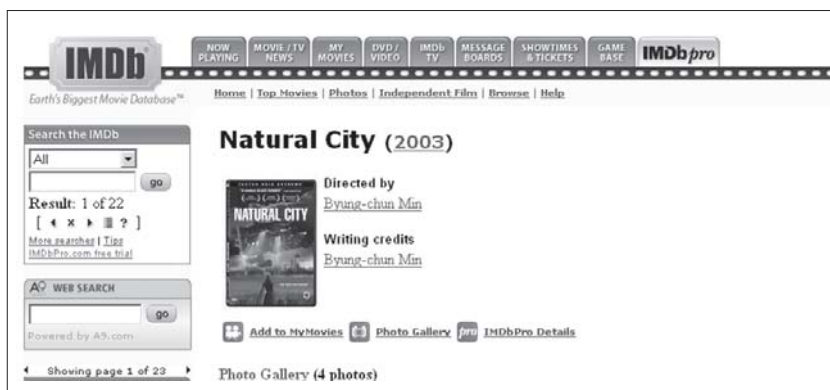 IMDb
Earth's Biggest Movie Database™
NOW PLAYING
MOVIE / TV NEWS
MY MOVIES
DVD / VIDEO
IMDb TV
MESSAGE BOARDS
SHOWTIMES & TICKETS
GAME BASE
IMDbpro
Home | Top Movies | Photos | Independent Film | Browse | Help
Search the IMDb
All
go
Result: 1 of 22
[ x ? ]
More searches | Tips
IMDbPro.com free trial
A9 WEB SEARCH
go
Powered by A9.com
Showing page 1 of 23
Natural City (2003)
NATURAL CITY
Directed by
Byung-chun Min
Writing credits
Byung-chun Min
Add to MyMovies
Photo Gallery
pro IMDbPro Details
Photo Gallery (4 photos)